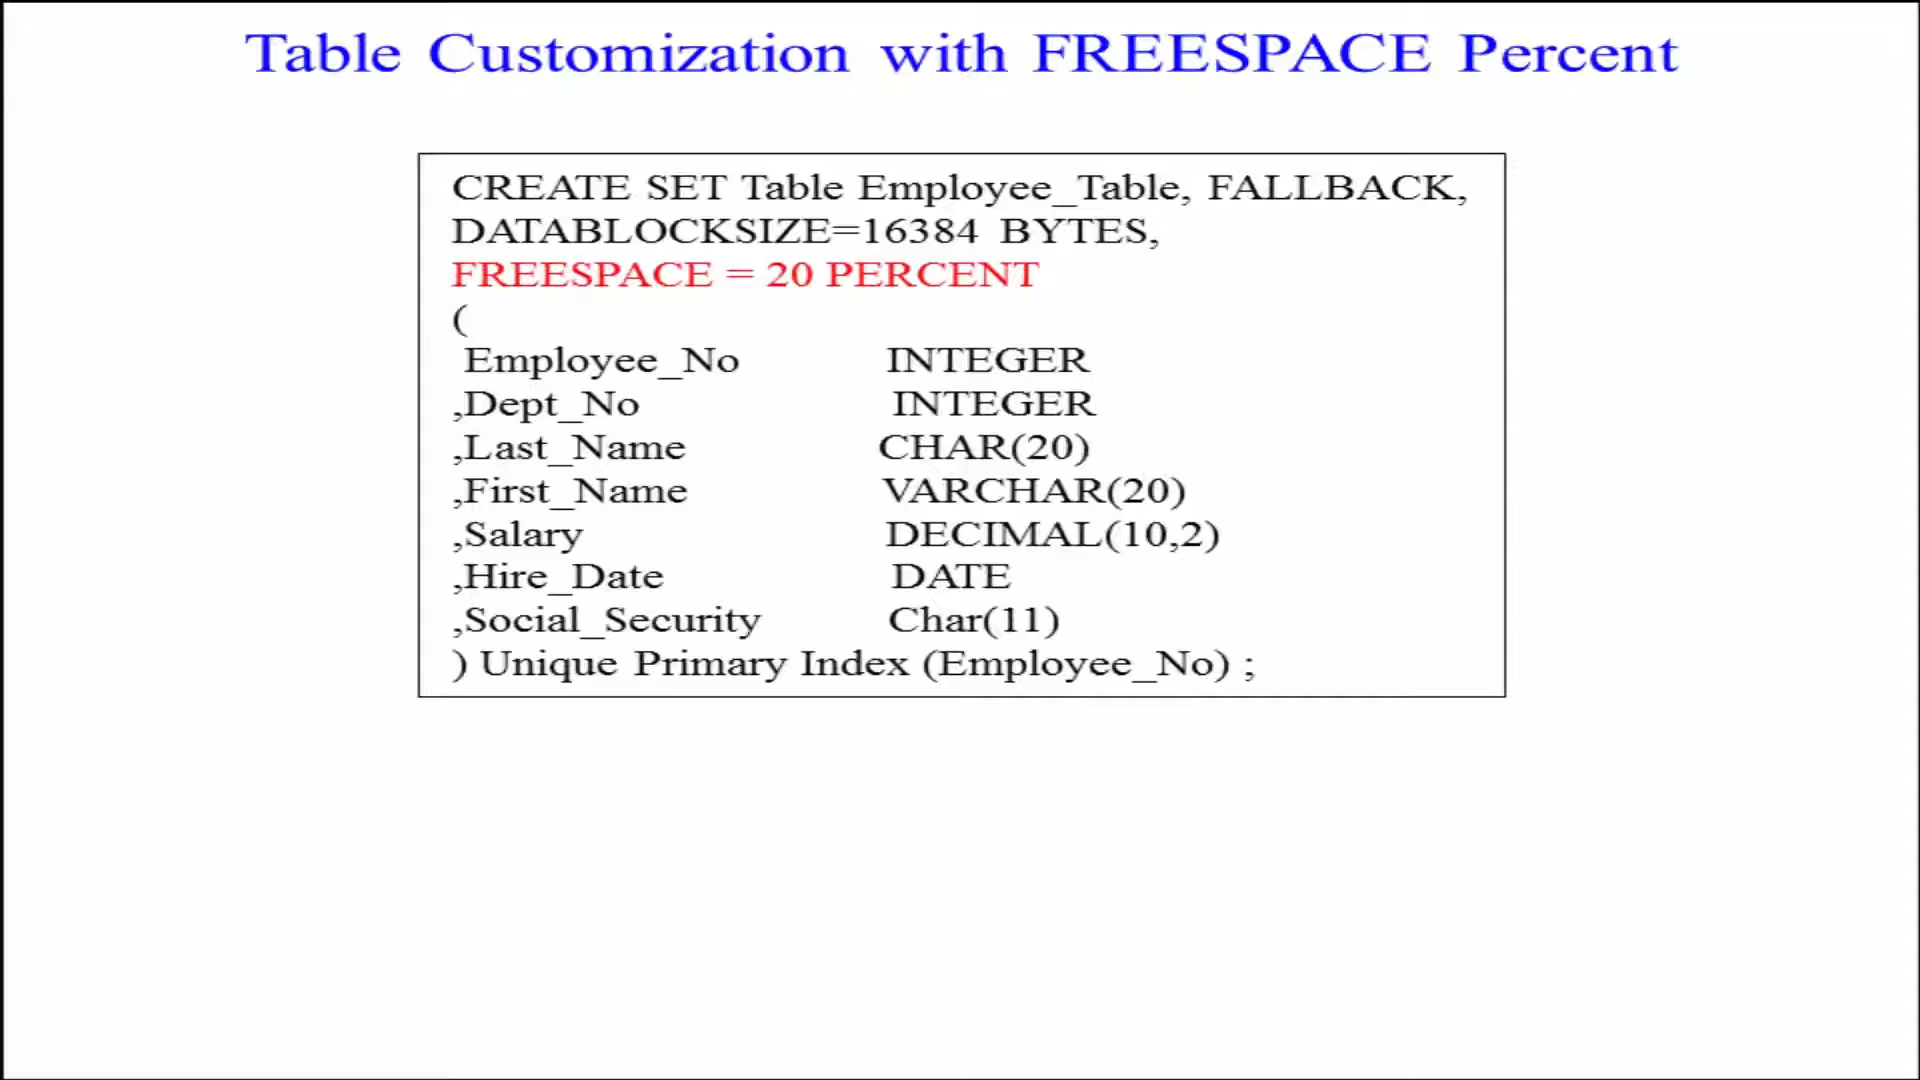 Table Customization with FREESPACE Percent
CREATE SET Table Employee_Table, FALLBACK,
DATABLOCKSIZE=16384 BYTES,
FREESPACE = 20 PERCENT
(
Employee_No INTEGER
,Dept_No INTEGER
,Last_Name CHAR(20)
,First_Name VARCHAR(20)
,Salary DECIMAL(10,2)
,Hire_Date DATE
,Social_Security Char(11)
) Unique Primary Index (Employee_No) ;